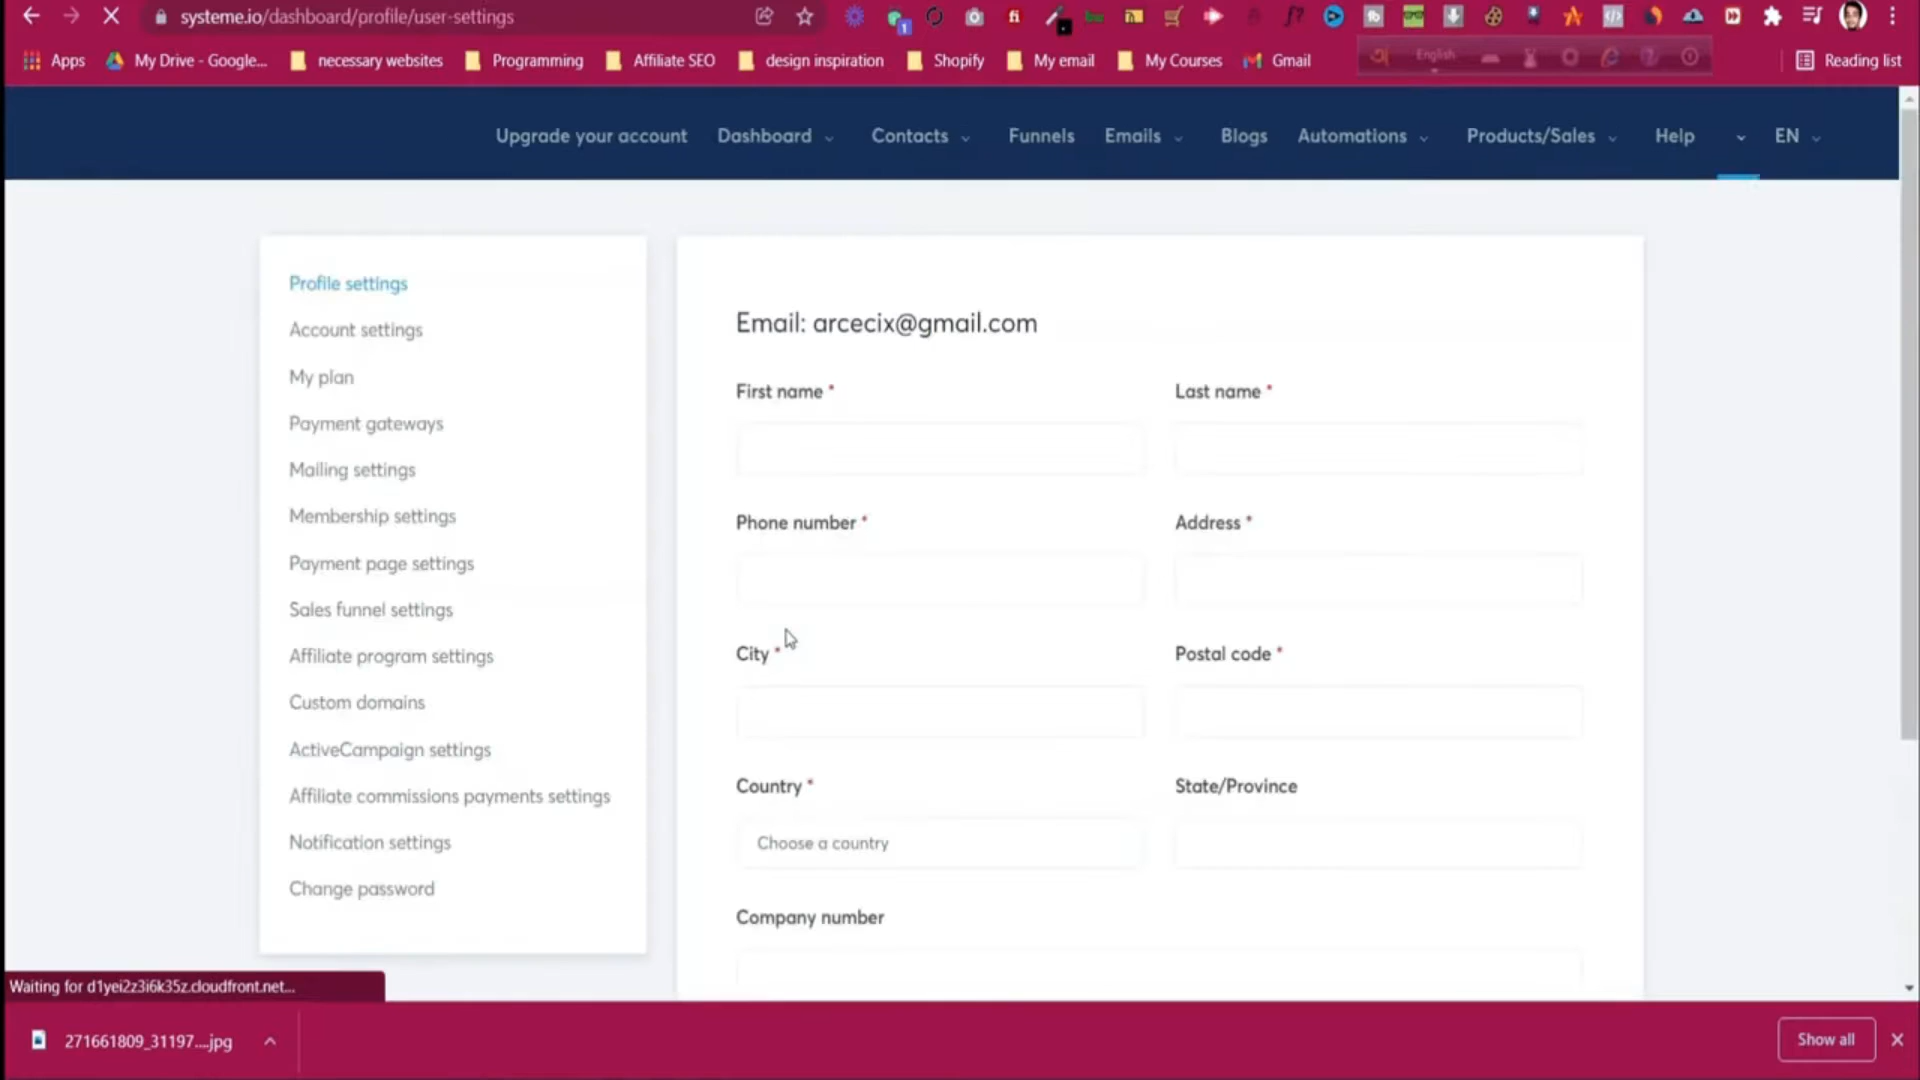 systeme.io/dashboard/profile/user-settings
Apps My Drive - Google... necessary websites Programming Affiliate SEO design inspiration Shopify My email My Courses Gmail English Reading list
Upgrade your account Dashboard Contacts Funnels Emails Blogs Automations Products/Sales Help EN
Profile settings
Account settings
My plan
Payment gateways
Mailing settings
Membership settings
Payment page settings
Sales funnel settings
Affiliate program settings
Custom domains
ActiveCampaign settings
Affiliate commissions payments settings
Notification settings
Change password
Email: arcecix@gmail.com
First name * Last name *
Phone number * Address *
City * Postal code *
Country * State/Province
Choose a country
Company number
Waiting for d1yei2z3i6k35z.cloudfront.net...
271661809_31197....jpg Show all